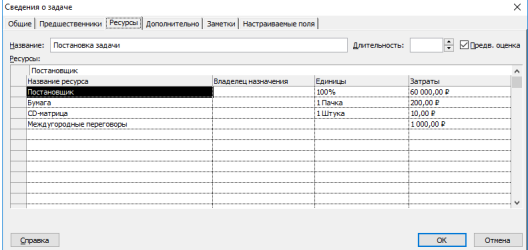 Сведения о задаче
Общие Предшественники Ресурсы Дополнительно Заметки Настраиваемые поля
Название: Постановка задачи Длительность: Предв. оценка
Ресурсы:
Постановщик
Название ресурса Владелец назначения Единицы Затраты
Постановщик 100% 60 000,00 ₽
Бумага 1 Пачка 200,00 ₽
CD-матрица 1 Штука 10,00 ₽
Междугородные переговоры 1 000,00 ₽
Справка ОК Отмена